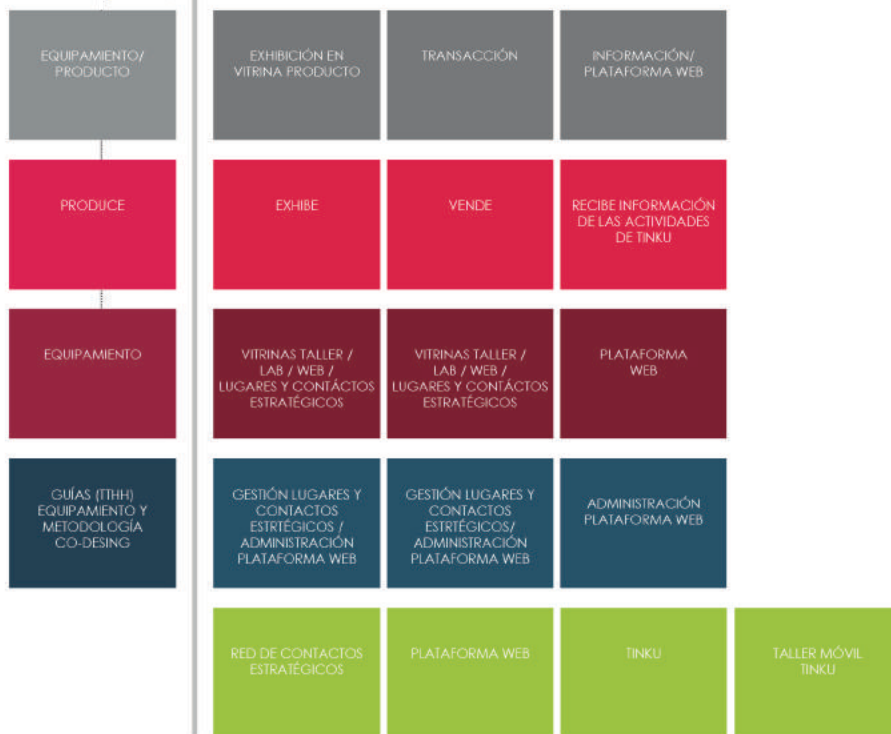 EQUIPAMIENTO/
PRODUCTO
EXHIBICIÓN EN
VITRINA PRODUCTO
TRANSACCIÓN
INFORMACIÓN/
PLATAFORMA WEB
PRODUCE
EXHIBE
VENDE
RECIBE INFORMACIÓN
DE LAS ACTIVIDADES
DE TINKU
EQUIPAMIENTO
VITRINAS TALLER /
LAB / WEB /
LUGARES Y CONTÁCTOS
ESTRATÉGICOS
VITRINAS TALLER /
LAB / WEB /
LUGARES Y CONTÁCTOS
ESTRATÉGICOS
PLATAFORMA
WEB
GUÍAS (TTHH)
EQUIPAMIENTO Y
METODOLOGÍA
CO-DESING
GESTIÓN LUGARES Y
CONTACTOS
ESTRTÉGICOS /
ADMINISTRACIÓN
PLATAFORMA WEB
GESTIÓN LUGARES Y
CONTACTOS
ESTRTÉGICOS/
ADMINISTRACIÓN
PLATAFORMA WEB
ADMINISTRACIÓN
PLATAFORMA WEB
RED DE CONTACTOS
ESTRATÉGICOS
PLATAFORMA WEB
TINKU
TALLER MÓVIL
TINKU